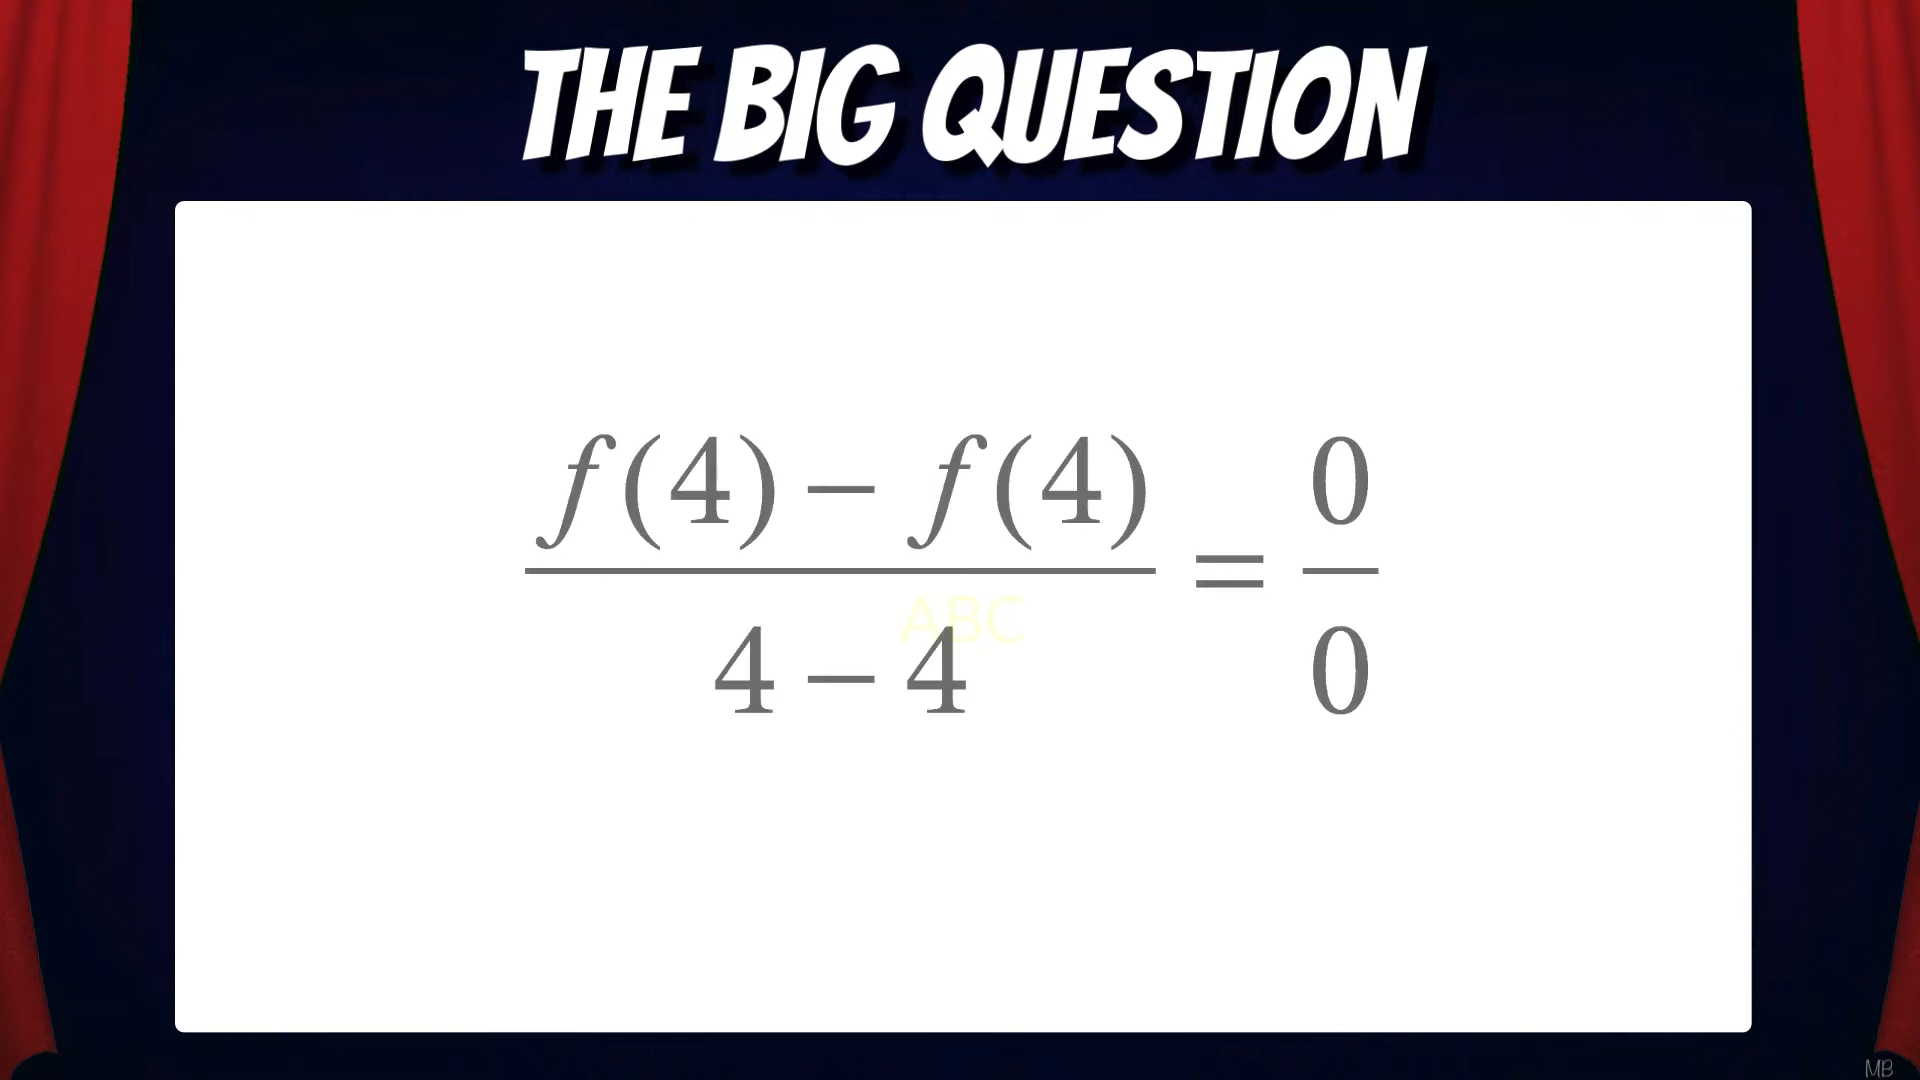 THE BIG QUESTION
f(4) − f(4)
4 − 4
=
0
0
ABC
MB